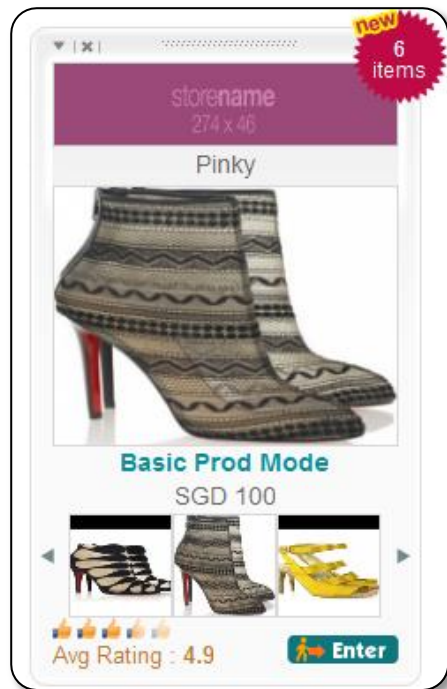 new
6
items
storename
274 x 46
Pinky
Basic Prod Mode
SGD 100
Avg Rating : 4.9
Enter